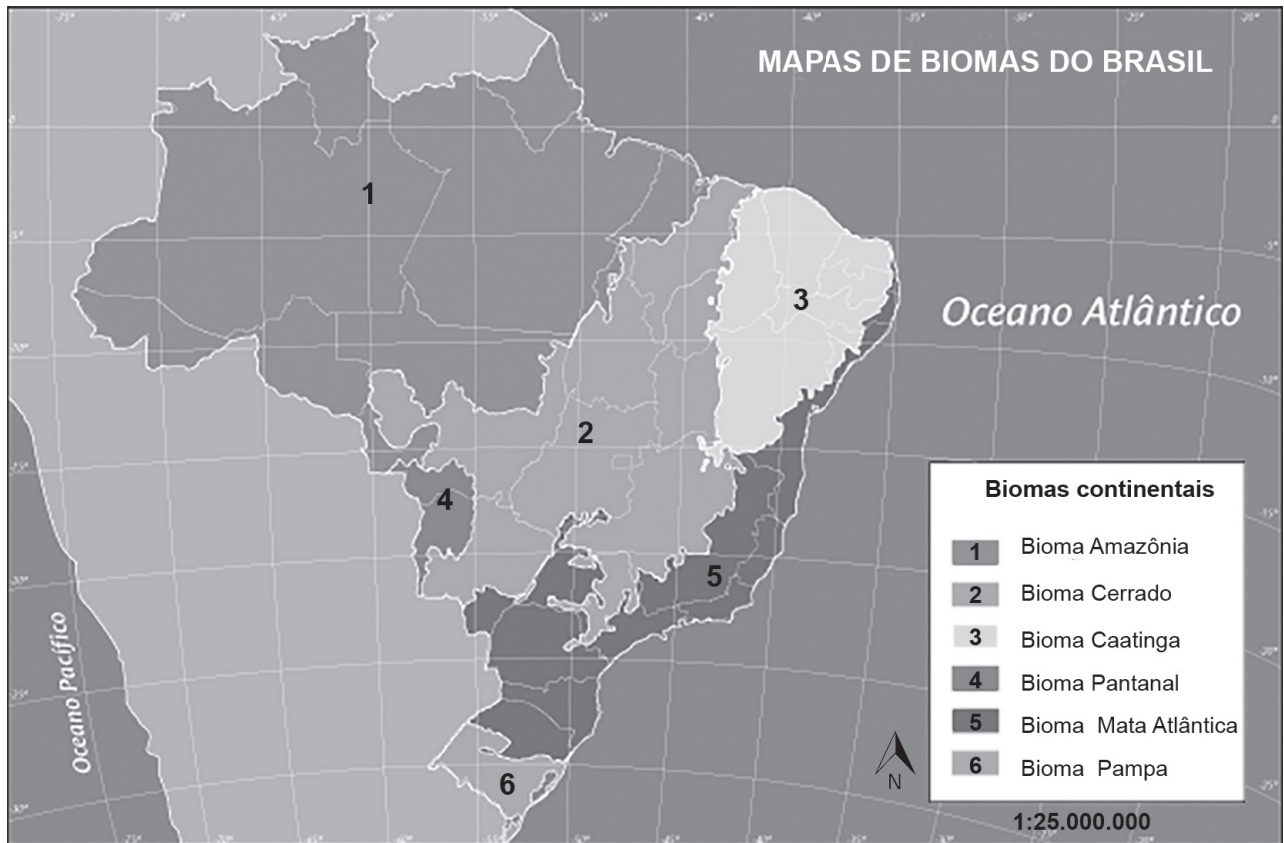 MAPAS DE BIOMAS DO BRASIL
1
2
3
4
5
6
Oceano Atlântico
Oceano Pacífico
Biomas continentais
1 Bioma Amazônia
2 Bioma Cerrado
3 Bioma Caatinga
4 Bioma Pantanal
5 Bioma Mata Atlântica
6 Bioma Pampa
N
1:25.000.000